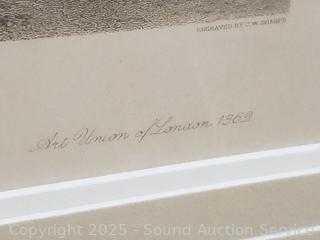 ENGRAVED BY C.W. SHARPE
Art Union of London 1862
Copyright 2025 - Sound Auction Service